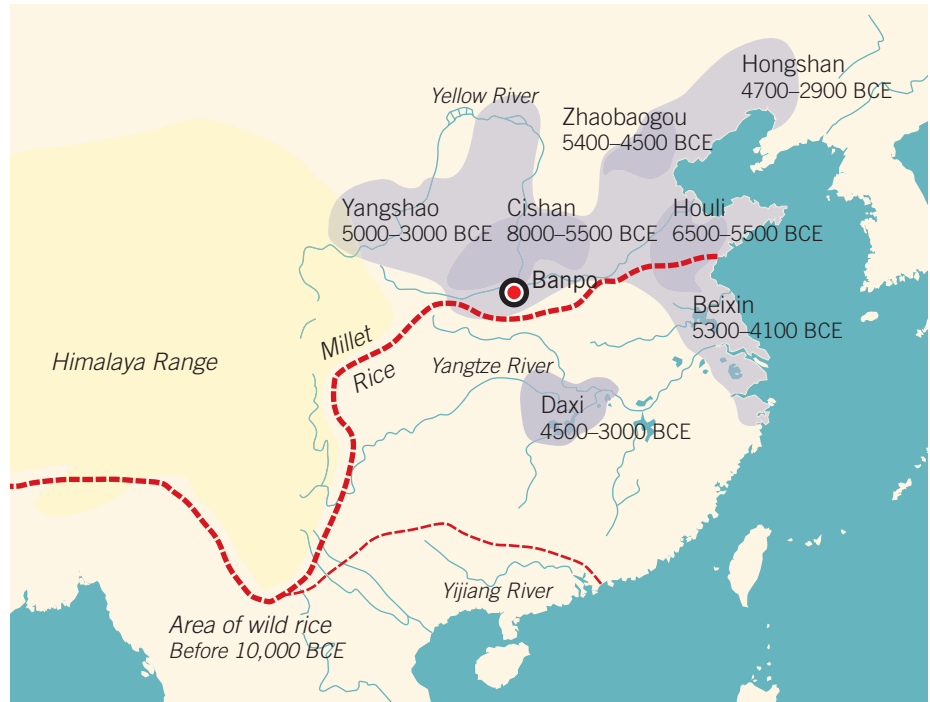 Hongshan
4700–2900 BCE
Yellow River
Zhaobaogou
5400–4500 BCE
Yangshao
5000–3000 BCE
Cishan
8000–5500 BCE
Houli
6500–5500 BCE
Banpo
Beixin
5300–4100 BCE
Millet
Rice
Himalaya Range
Yangtze River
Daxi
4500–3000 BCE
Yijiang River
Area of wild rice
Before 10,000 BCE